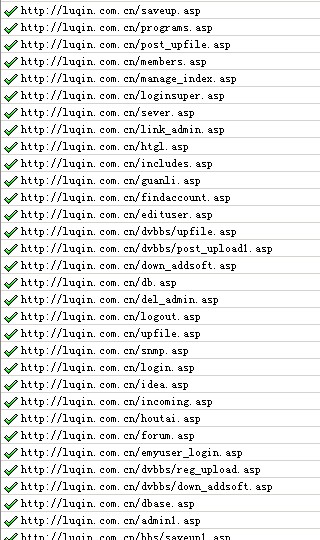 http://luqin.com.cn/saveup.asp
http://luqin.com.cn/programs.asp
http://luqin.com.cn/post_upfile.asp
http://luqin.com.cn/members.asp
http://luqin.com.cn/manage_index.asp
http://luqin.com.cn/loginsuper.asp
http://luqin.com.cn/sever.asp
http://luqin.com.cn/link_admin.asp
http://luqin.com.cn/htgl.asp
http://luqin.com.cn/includes.asp
http://luqin.com.cn/guanli.asp
http://luqin.com.cn/findaccount.asp
http://luqin.com.cn/edituser.asp
http://luqin.com.cn/dvbbs/upfile.asp
http://luqin.com.cn/dvbbs/post_upload1.asp
http://luqin.com.cn/down_addsoft.asp
http://luqin.com.cn/db.asp
http://luqin.com.cn/del_admin.asp
http://luqin.com.cn/logout.asp
http://luqin.com.cn/upfile.asp
http://luqin.com.cn/snmp.asp
http://luqin.com.cn/login.asp
http://luqin.com.cn/idea.asp
http://luqin.com.cn/incoming.asp
http://luqin.com.cn/houtai.asp
http://luqin.com.cn/forum.asp
http://luqin.com.cn/emyuser_login.asp
http://luqin.com.cn/dvbbs/reg_upload.asp
http://luqin.com.cn/dvbbs/down_addsoft.asp
http://luqin.com.cn/dbase.asp
http://luqin.com.cn/admin1.asp
http://luqin.com.cn/bbs/saveup1.asp